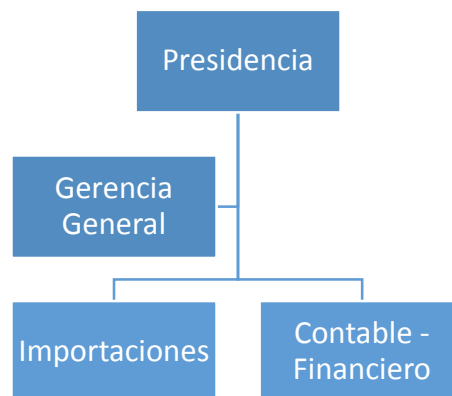 Presidencia
Gerencia
General
Importaciones
Contable -
Financiero